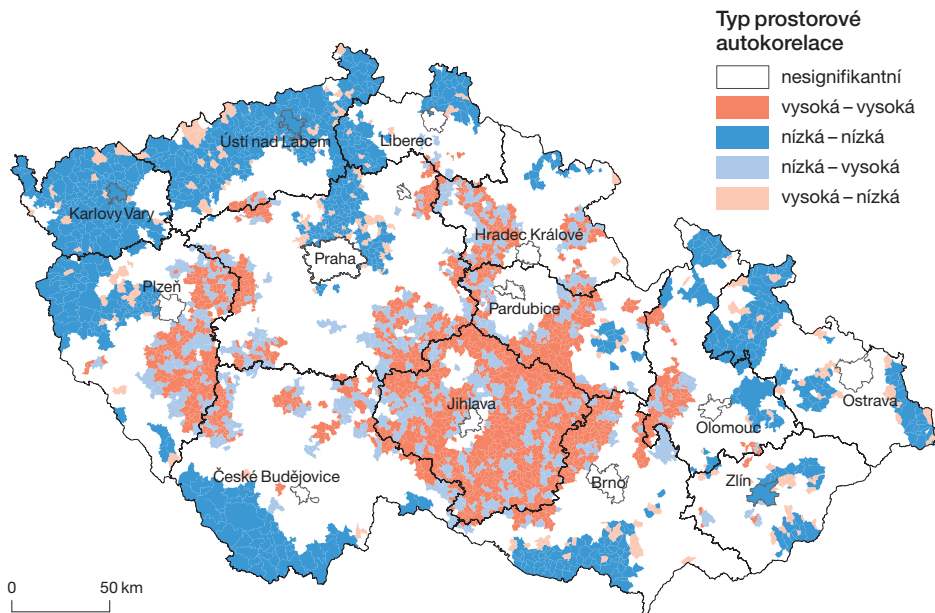 Typ prostorové
autokorelace
nesignifikantní
vysoká – vysoká
nízká – nízká
nízká – vysoká
vysoká – nízká
Ústí nad Labem
Liberec
Karlovy Vary
Hradec Králové
Praha
Plzeň
Pardubice
Jihlava
Ostrava
Olomouc
České Budějovice
Brno
Zlín
0 50 km